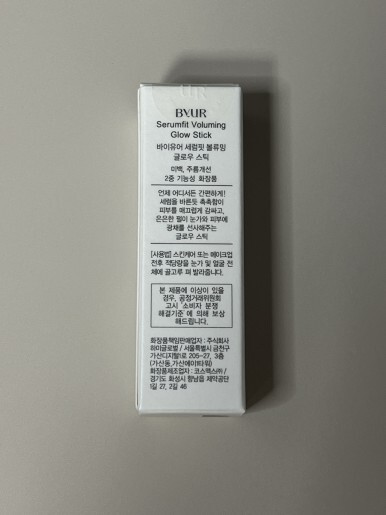 BYUR
Serumfit Voluming
Glow Stick
바이유어 세럼핏 볼류밍
글로우 스틱
미백, 주름개선
2중 기능성 화장품
언제 어디서든 간편하게!
세럼을 바른듯 촉촉함이
피부를 매끄럽게 감싸고,
은은한 펄이 눈가와 피부에
광채를 선사해주는
글로우 스틱
[사용법] 스킨케어 또는 메이크업
전후 적당량을 눈가 및 얼굴 전
체에 골고루 펴 발라줍니다.
본 제품에 이상이 있을
경우, 공정거래위원회
고시 '소비자 분쟁
해결기준'에 의해 보상
해드립니다.
화장품책임판매업자 : 주식회사
하미글로벌 / 서울특별시 금천구
가산디지털1로 205-27, 3층
(가산동,가산에이1타워)
화장품제조업자 : 코스맥스㈜ /
경기도 화성시 향남읍 제약공단
1길 27, 2길 46